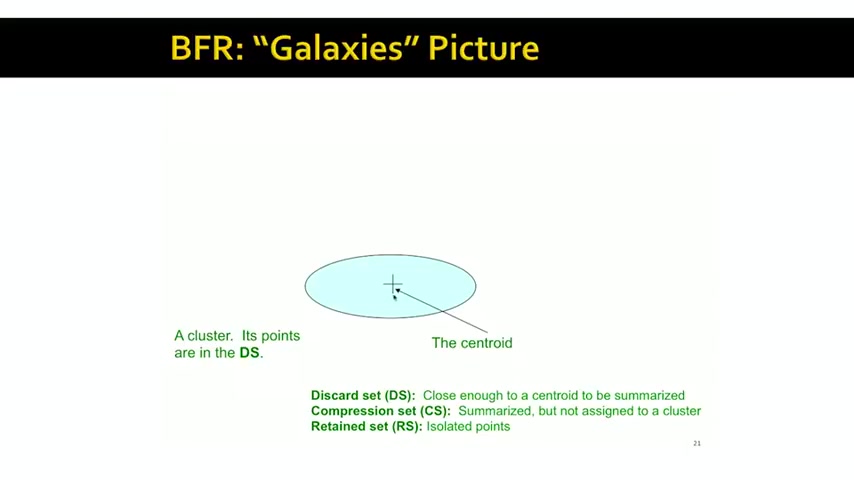 BFR: “Galaxies” Picture
A cluster. Its points
are in the DS.
The centroid
Discard set (DS): Close enough to a centroid to be summarized
Compression set (CS): Summarized, but not assigned to a cluster
Retained set (RS): Isolated points
21